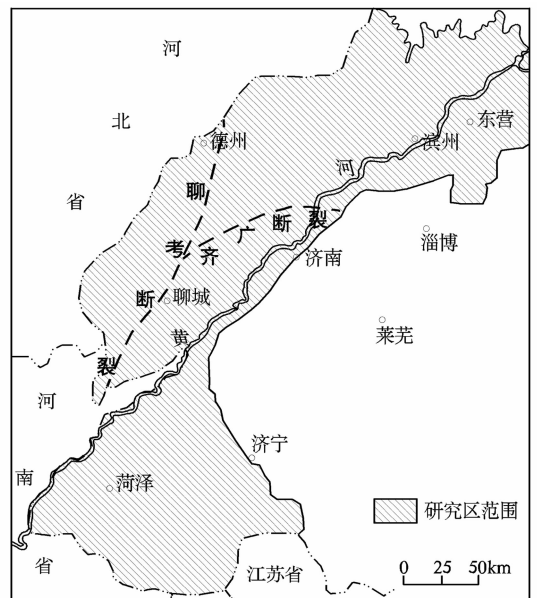 河
北
省
德州
东营
滨州
河
聊
考
断
裂
齐
广
断
裂
淄博
济南
聊城
黄
莱芜
河
南
省
济宁
菏泽
研究区范围
江苏省
0 25 50km